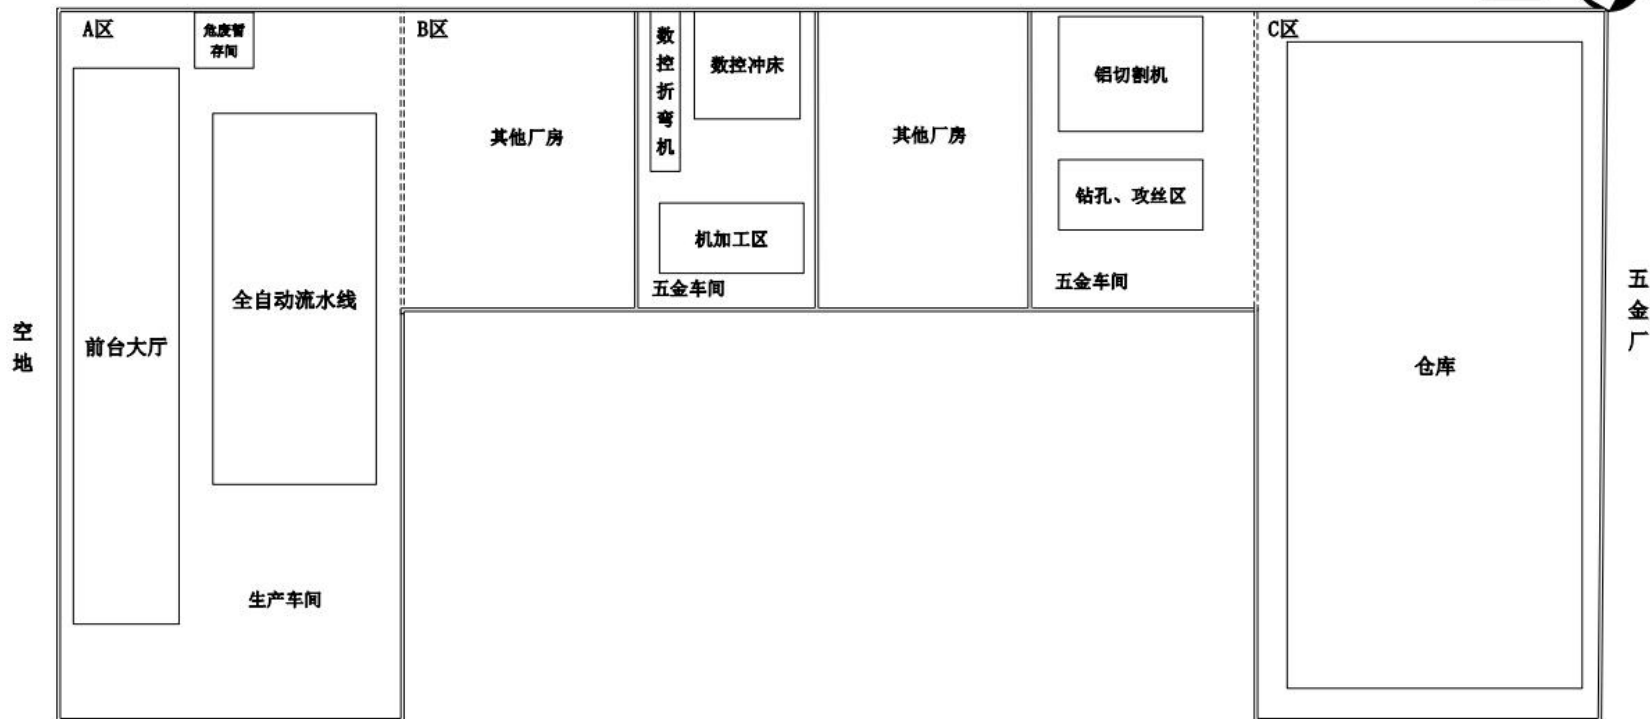 A区
危废暂
存间
前台大厅
全自动流水线
生产车间
空
地
B区
其他厂房
数
控
折
弯
机
数控冲床
机加工区
五金车间
其他厂房
铝切割机
钻孔、攻丝区
五金车间
C区
仓库
五
金
厂